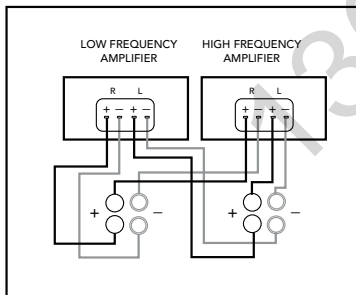 LOW FREQUENCY AMPLIFIER
HIGH FREQUENCY AMPLIFIER
R L
R L
+ − + −
+ − + −
+ −
+ −